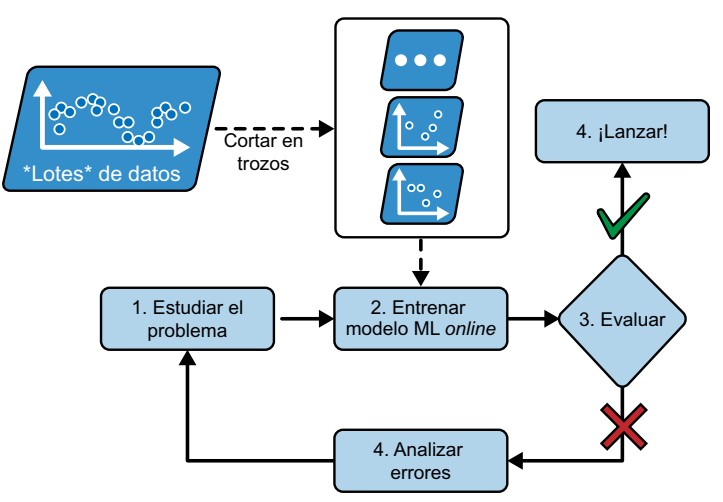 *Lotes* de datos
Cortar en
trozos
4. ¡Lanzar!
1. Estudiar el
problema
2. Entrenar
modelo ML online
3. Evaluar
4. Analizar
errores